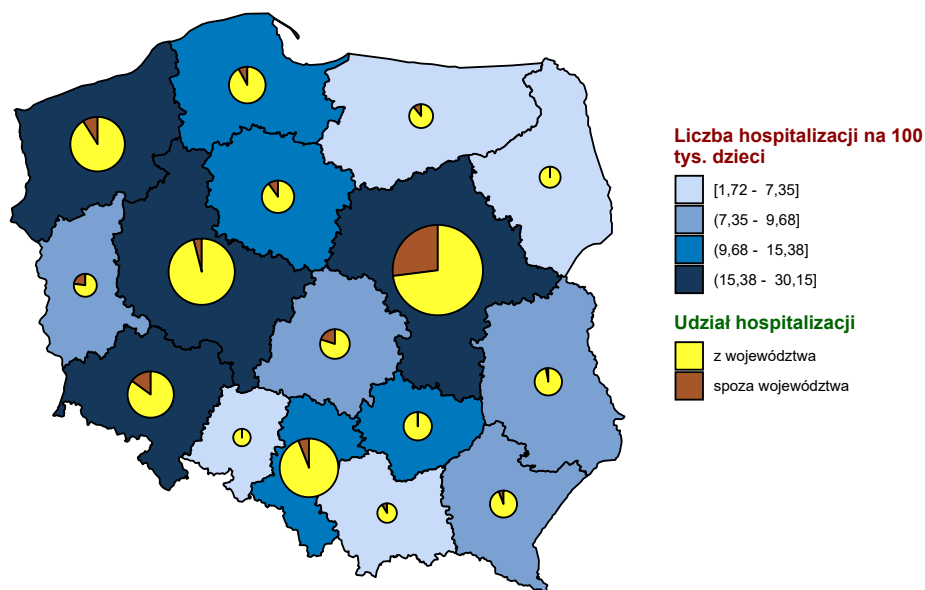 Liczba hospitalizacji na 100
tys. dzieci
[1,72 - 7,35]
(7,35 - 9,68]
(9,68 - 15,38]
(15,38 - 30,15]
Udział hospitalizacji
z województwa
spoza województwa